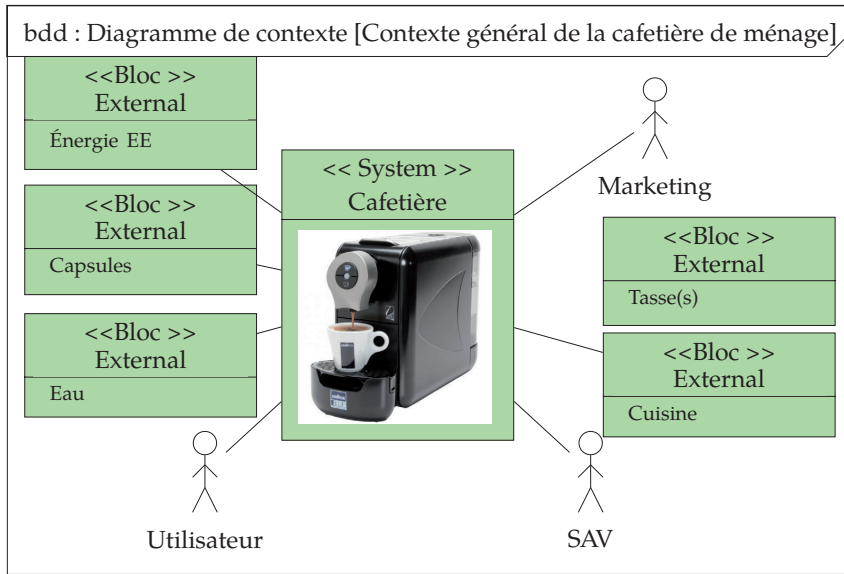 bdd : Diagramme de contexte [Contexte général de la cafetière de ménage]
<<Bloc >>
External
Énergie EE
<<Bloc >>
External
Capsules
<<Bloc >>
External
Eau
<< System >>
Cafetière
Marketing
<<Bloc >>
External
Tasse(s)
<<Bloc >>
External
Cuisine
Utilisateur
SAV